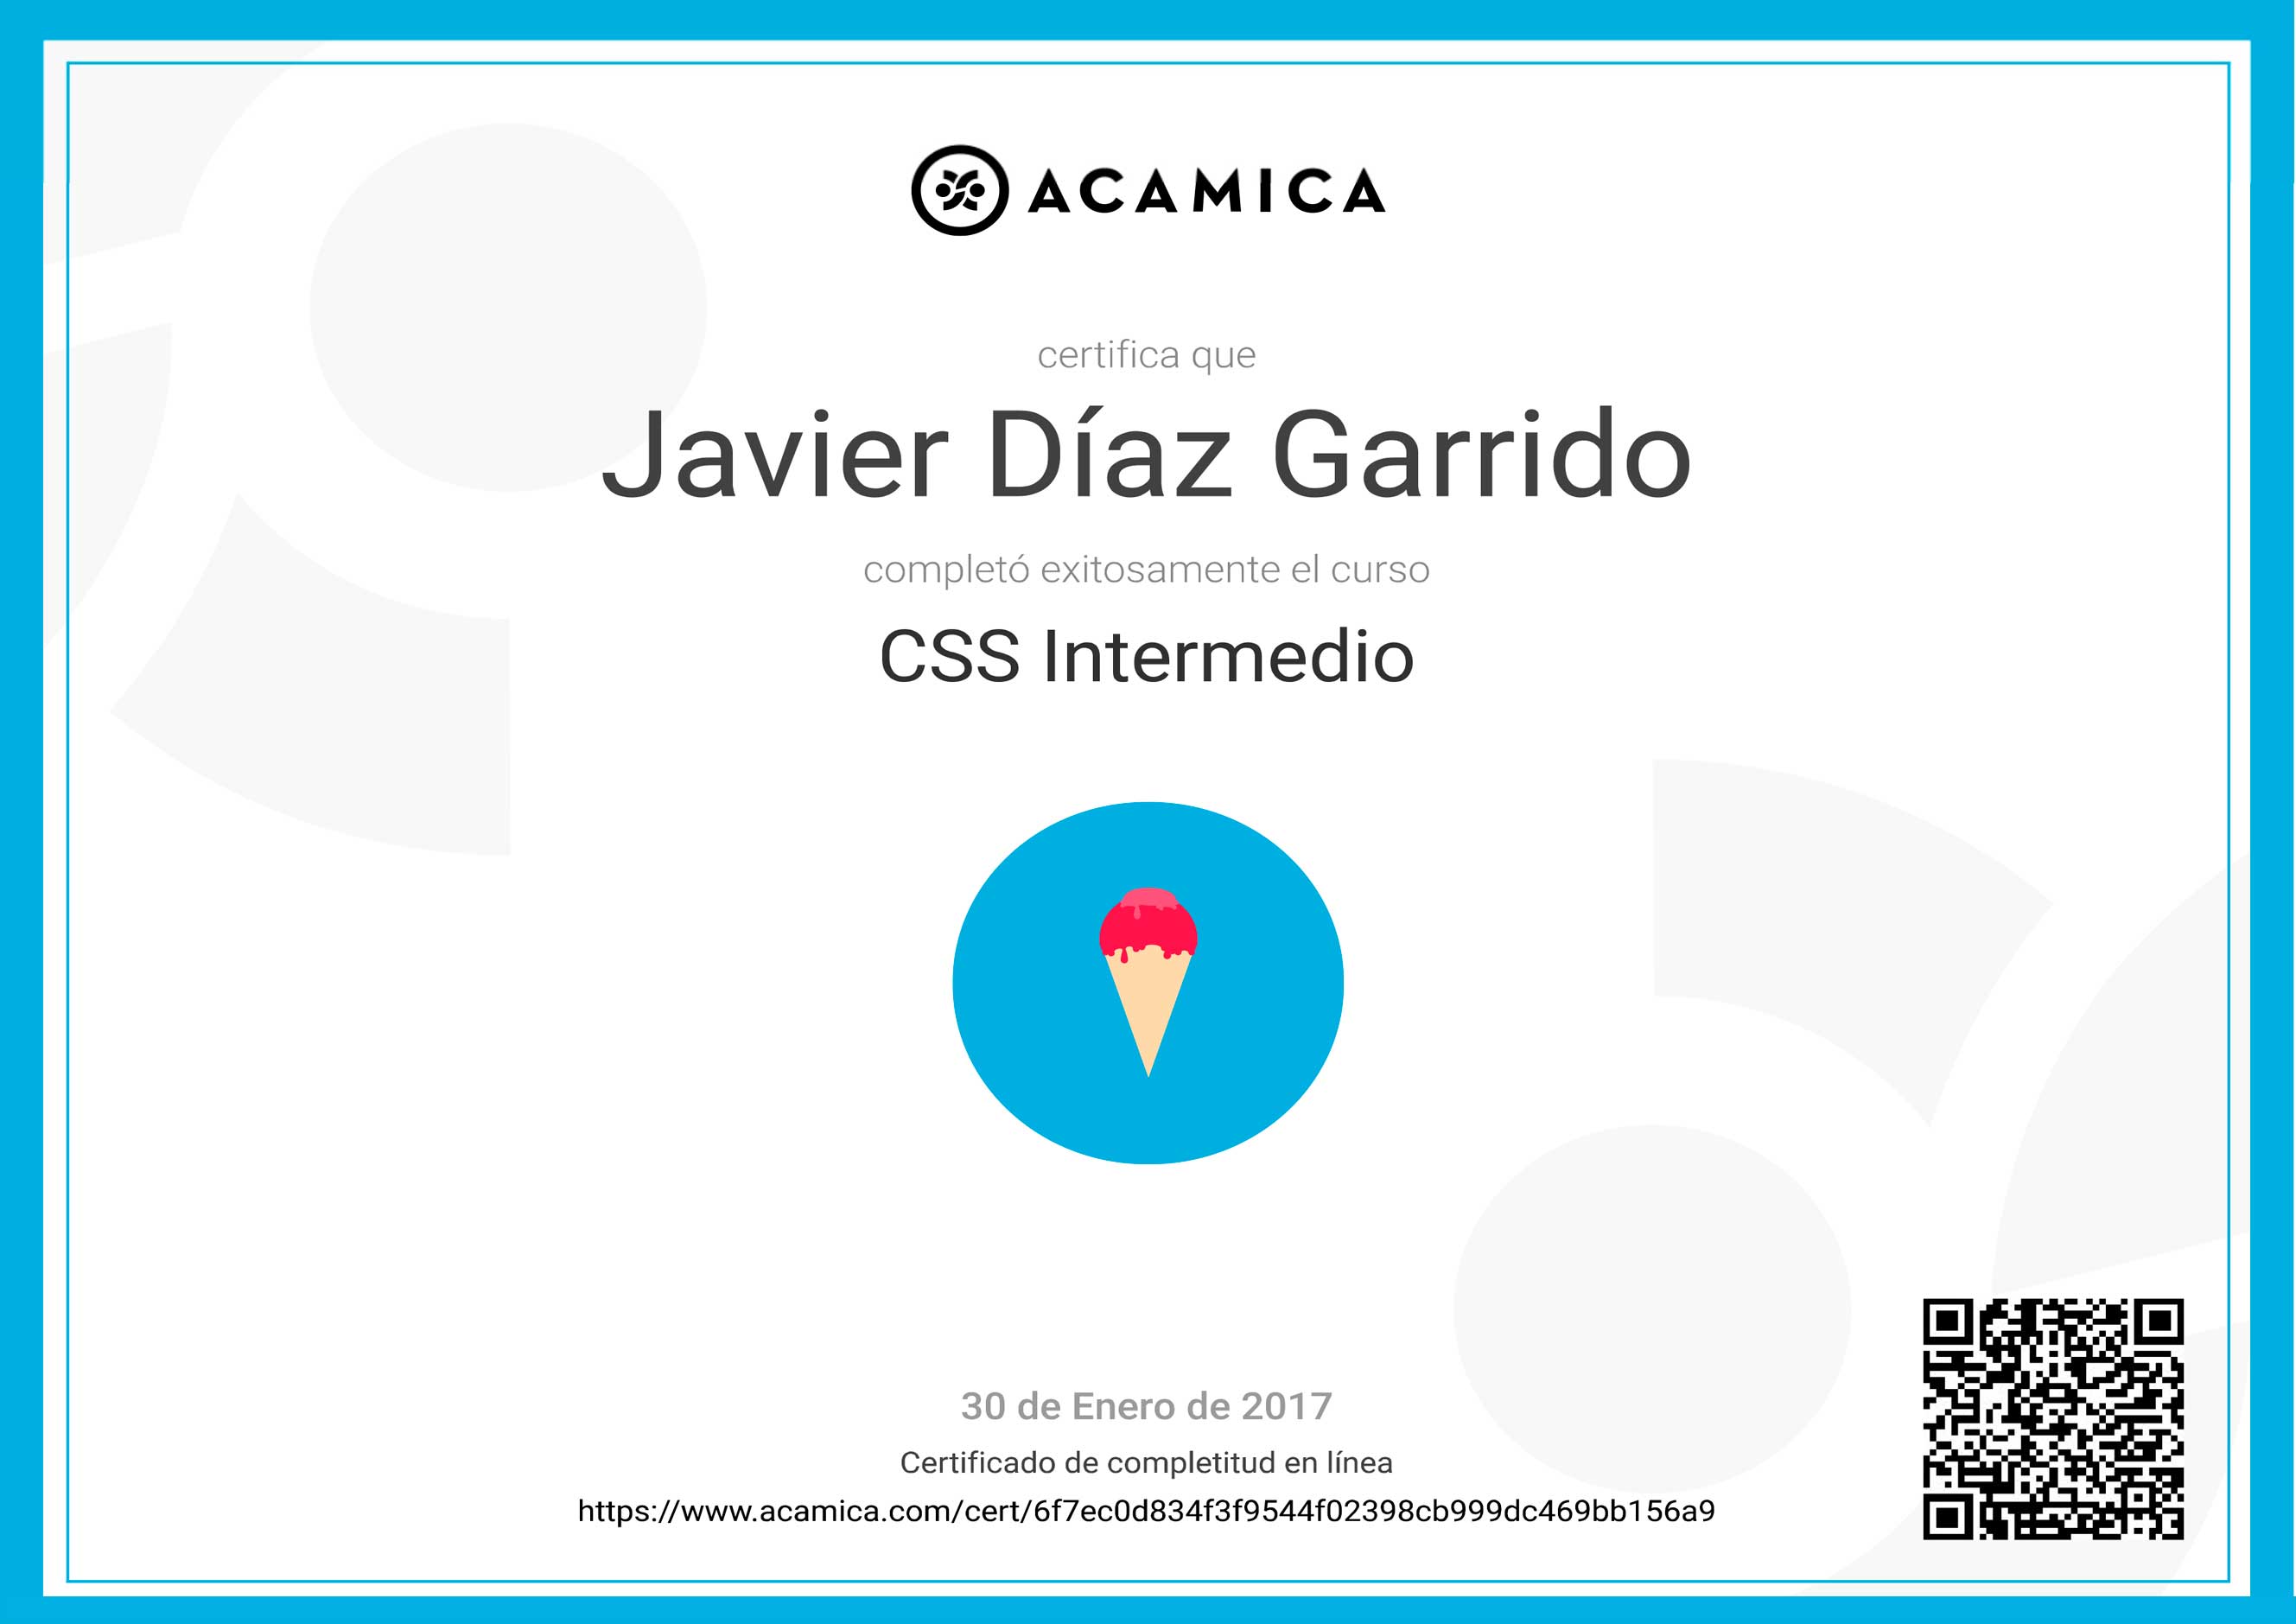 ACAMICA
certifica que
Javier Díaz Garrido
completó exitosamente el curso
CSS Intermedio
30 de Enero de 2017
Certificado de completitud en línea
https://www.acamica.com/cert/6f7ec0d834f3f9544f02398cb999dc469bb156a9